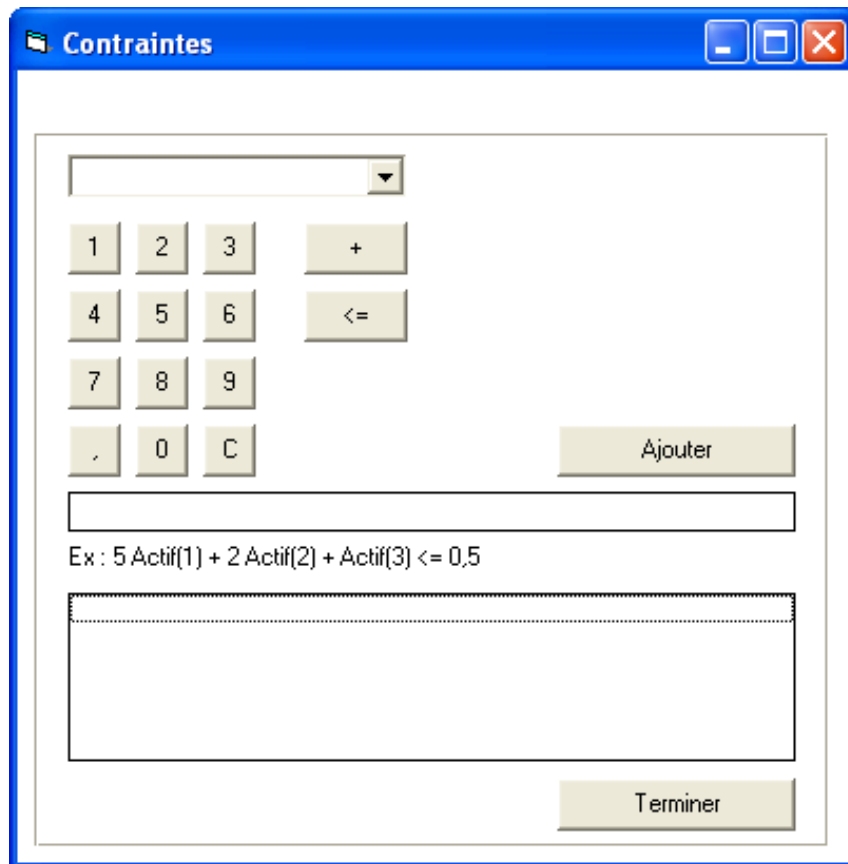 Contraintes
1 2 3 +
4 5 6 <=
7 8 9
, 0 C Ajouter
Ex : 5 Actif(1) + 2 Actif(2) + Actif(3) <= 0,5
Terminer